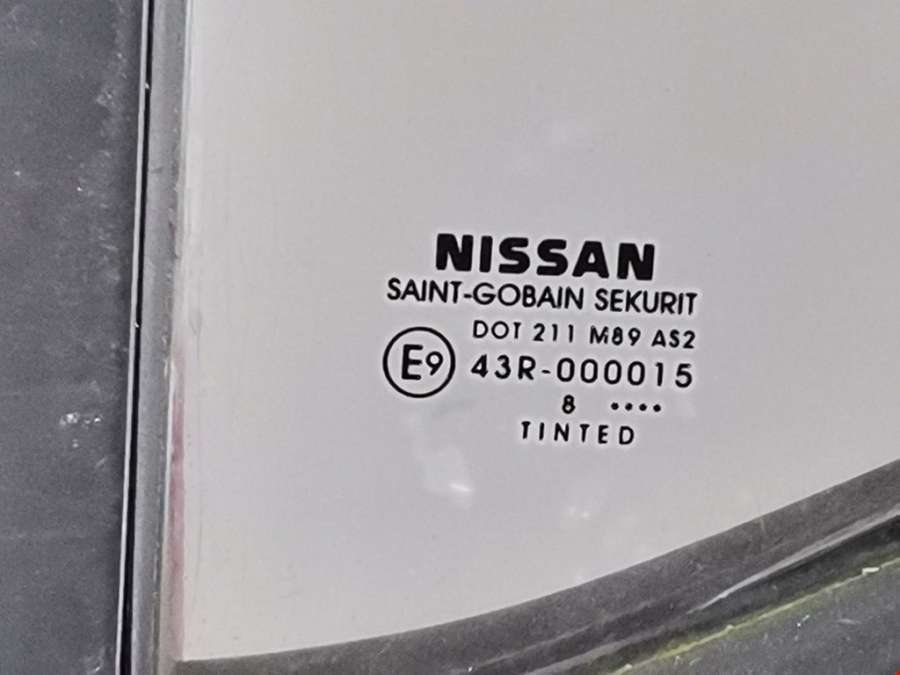 NISSAN
SAINT-GOBAIN SEKURIT
DOT 211 M89 AS2
E9 43R-000015
8 ••••
TINTED